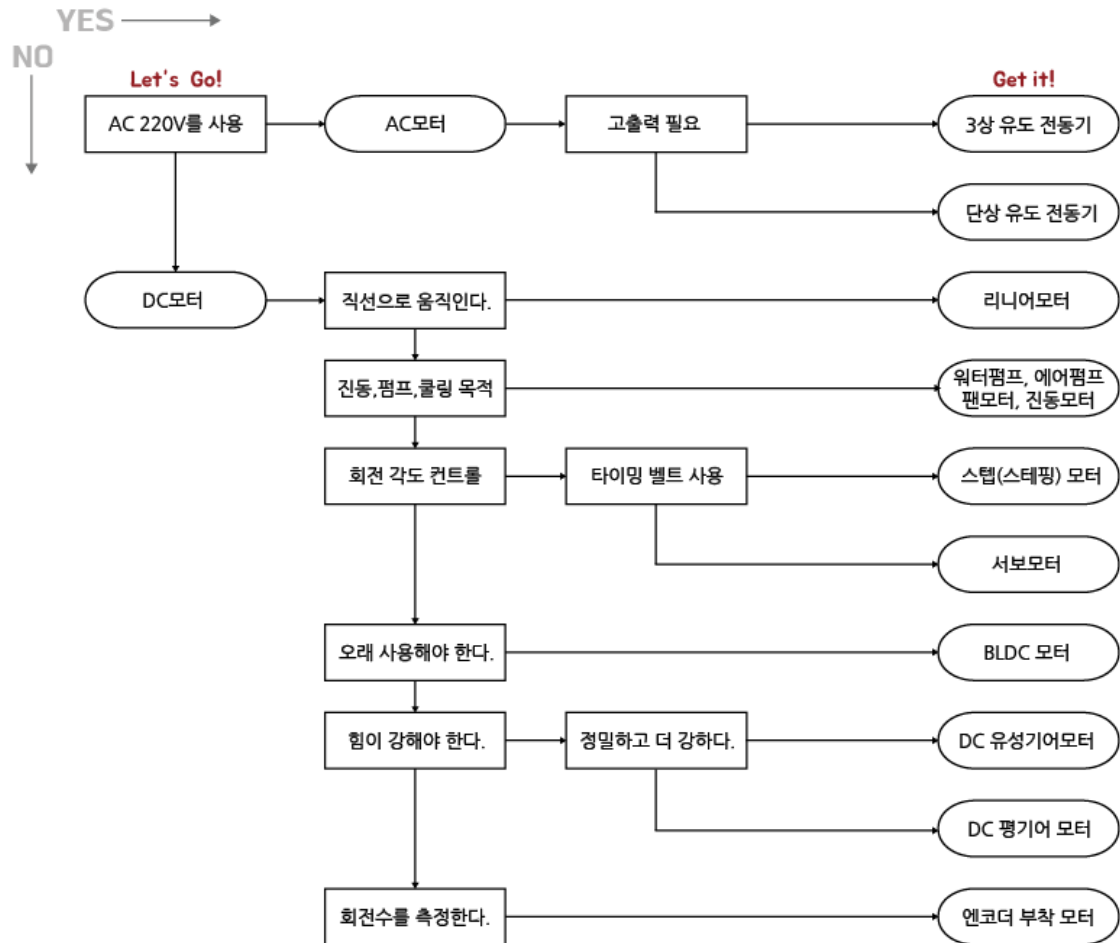 YES
NO
Let's Go!
Get it!
AC 220V를 사용
AC모터
고출력 필요
3상 유도 전동기
단상 유도 전동기
DC모터
직선으로 움직인다.
리니어모터
진동,펌프,쿨링 목적
워터펌프, 에어펌프
팬모터, 진동모터
회전 각도 컨트롤
타이밍 벨트 사용
스텝(스테핑) 모터
서보모터
오래 사용해야 한다.
BLDC 모터
힘이 강해야 한다.
정밀하고 더 강하다.
DC 유성기어모터
DC 평기어 모터
회전수를 측정한다.
엔코더 부착 모터